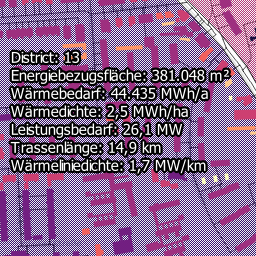 District: 13
Energiebezugsfläche: 381.048 m²
Wärmebedarf: 44.435 MWh/a
Wärmedichte: 2,5 MWh/ha
Leistungsbedarf: 26,1 MW
Trassenlänge: 14,9 km
Wärmeliniedichte: 1,7 MW/km